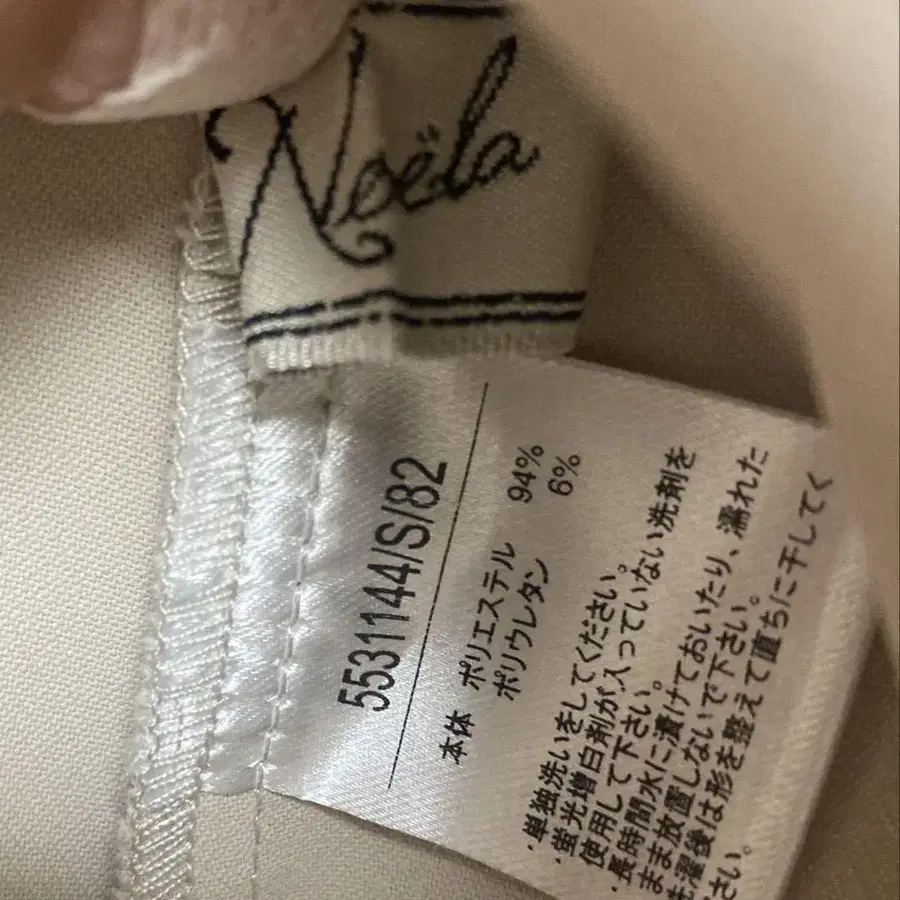 Noëla
5531144/S/82
本体 ポリエステル 94%
ポリウレタン 6%
・単独洗いをしてください。
・蛍光増白剤が入っていない洗剤を
使用して下さい。
・長時間水に漬けておいたり、濡れた
まま放置しないで下さい。
洗濯後は形を整えて直ちに干してく
ださい。